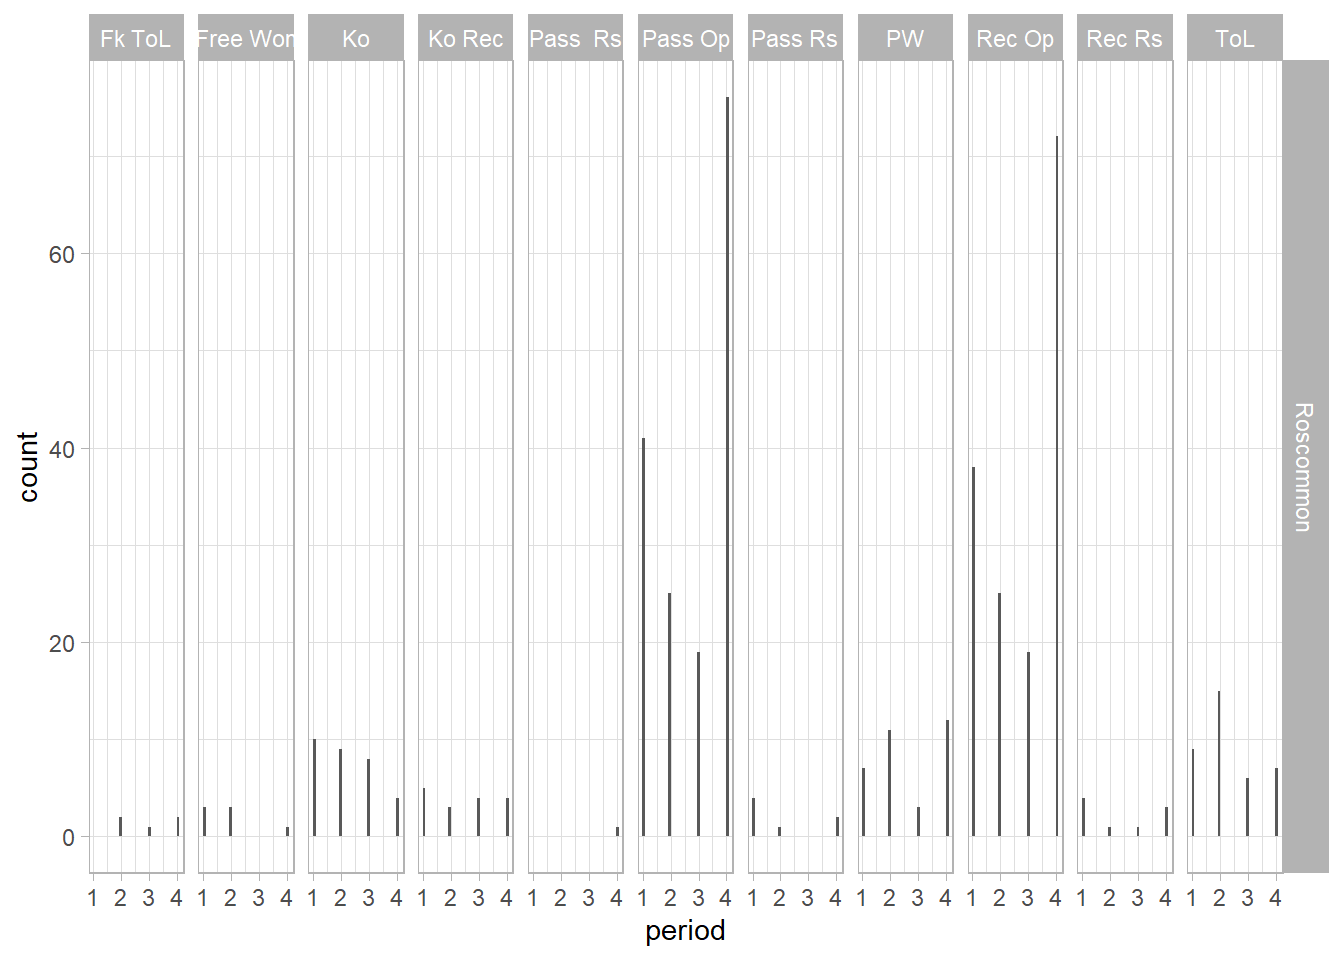 Fk ToL Free Won Ko Ko Rec Pass  Rs Pass Op Pass Rs PW Rec Op Rec Rs ToL
Roscommon
60
40
20
0
count
1 2 3 4 1 2 3 4 1 2 3 4 1 2 3 4 1 2 3 4 1 2 3 4 1 2 3 4 1 2 3 4 1 2 3 4 1 2 3 4 1 2 3 4
period